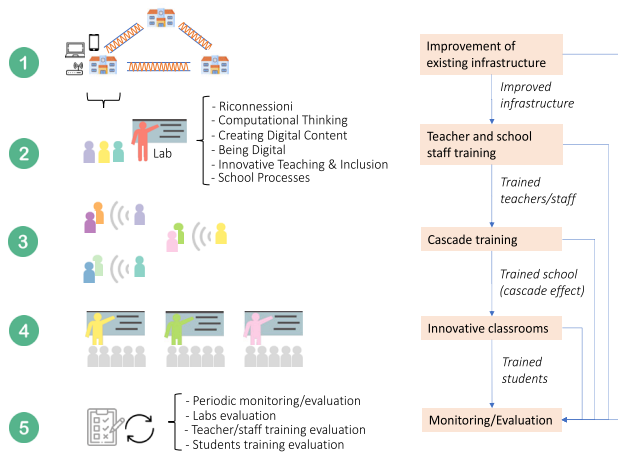 1
Improvement of
existing infrastructure
Improved
infrastructure
2
Lab
- Riconnessioni
- Computational Thinking
- Creating Digital Content
- Being Digital
- Innovative Teaching & Inclusion
- School Processes
Teacher and school
staff training
Trained
teachers/staff
3
Cascade training
Trained school
(cascade effect)
4
Innovative classrooms
Trained
students
5
- Periodic monitoring/evaluation
- Labs evaluation
- Teacher/staff training evaluation
- Students training evaluation
Monitoring/Evaluation